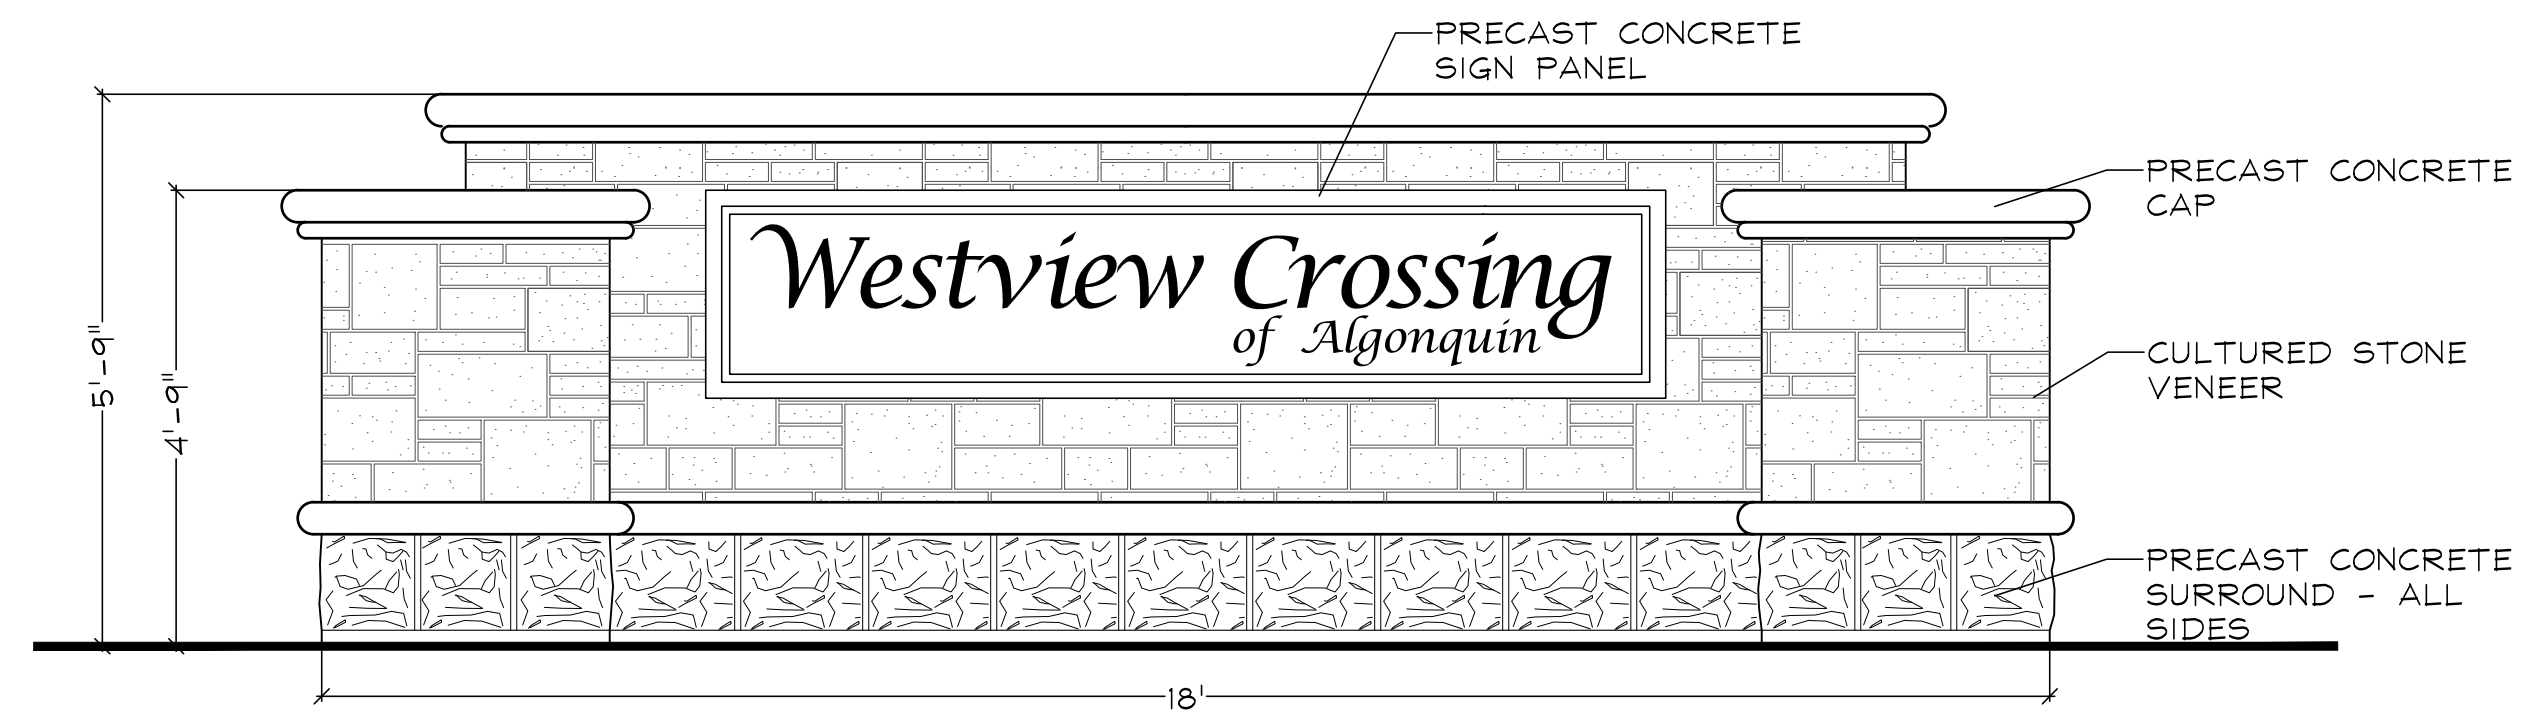 PRECAST CONCRETE
SIGN PANEL
PRECAST CONCRETE
CAP
Westview Crossing
of Algonquin
5'-9"
4'-9"
CULTURED STONE
VENEER
PRECAST CONCRETE
SURROUND - ALL
SIDES
18'